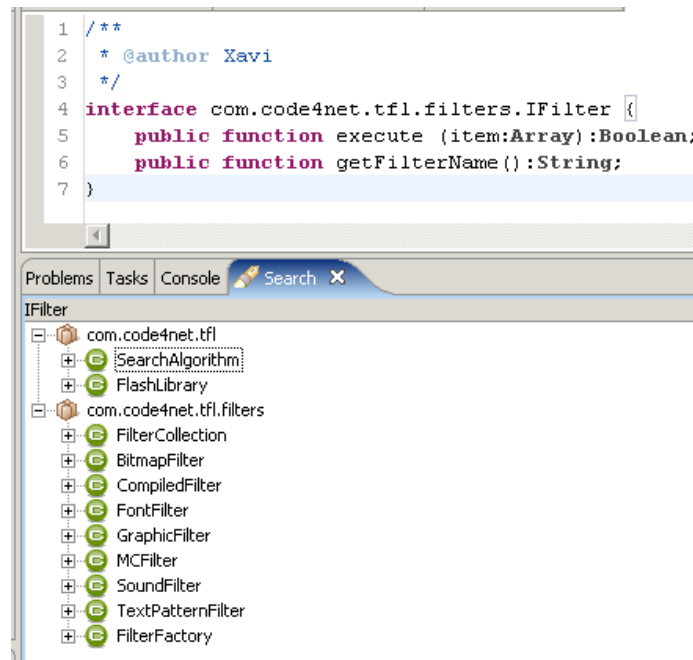 1 /**
2  * @author Xavi
3  */
4 interface com.code4net.tfl.filters.IFilter {
5     public function execute (item:Array):Boolean;
6     public function getFilterName():String;
7 }
Problems Tasks Console Search
IFilter
com.code4net.tfl
SearchAlgorithm
FlashLibrary
com.code4net.tfl.filters
FilterCollection
BitmapFilter
CompiledFilter
FontFilter
GraphicFilter
MCFilter
SoundFilter
TextPatternFilter
FilterFactory